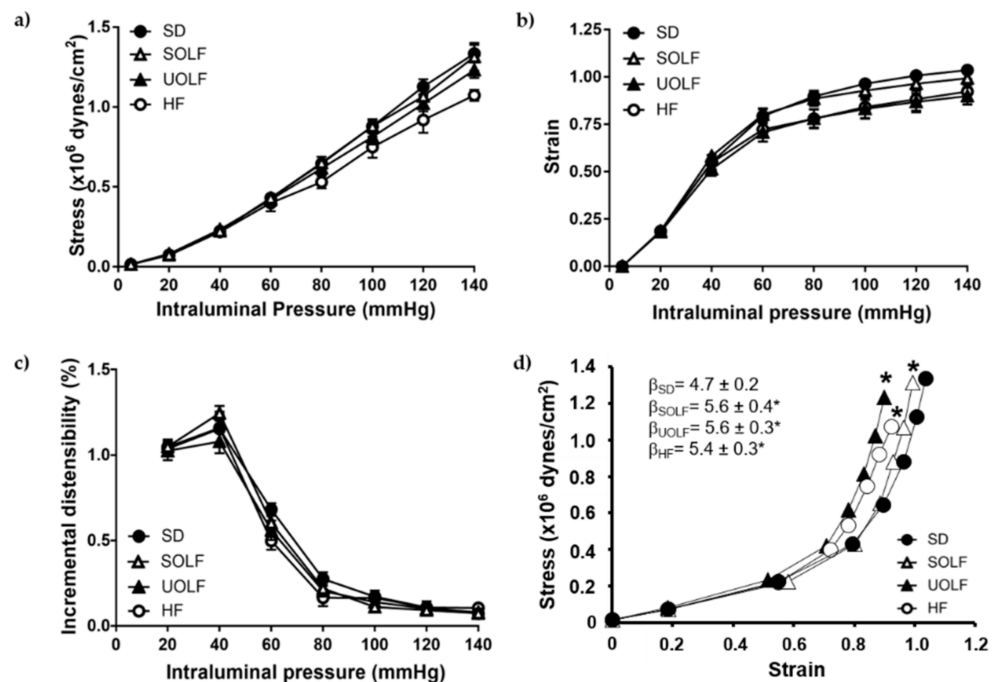 a)
SD
SOLF
UOLF
HF
1.5
1.0
0.5
0.0
0 20 40 60 80 100 120 140
Stress (x10⁶ dynes/cm²)
Intraluminal Pressure (mmHg)
b)
SD
SOLF
UOLF
HF
1.25
1.00
0.75
0.50
0.25
0.00
0 20 40 60 80 100 120 140
Strain
Intraluminal pressure (mmHg)
c)
1.5
1.0
0.5
0.0
0 20 40 60 80 100 120 140
SD
SOLF
UOLF
HF
Incremental distensibility (%)
Intraluminal pressure (mmHg)
d)
1.4
1.2
1.0
0.8
0.6
0.4
0.2
0
0 0.2 0.4 0.6 0.8 1.0 1.2
βSD= 4.7 ± 0.2
βSOLF= 5.6 ± 0.4*
βUOLF= 5.6 ± 0.3*
βHF= 5.4 ± 0.3*
* * *
SD
SOLF
UOLF
HF
Stress (x10⁶ dynes/cm²)
Strain